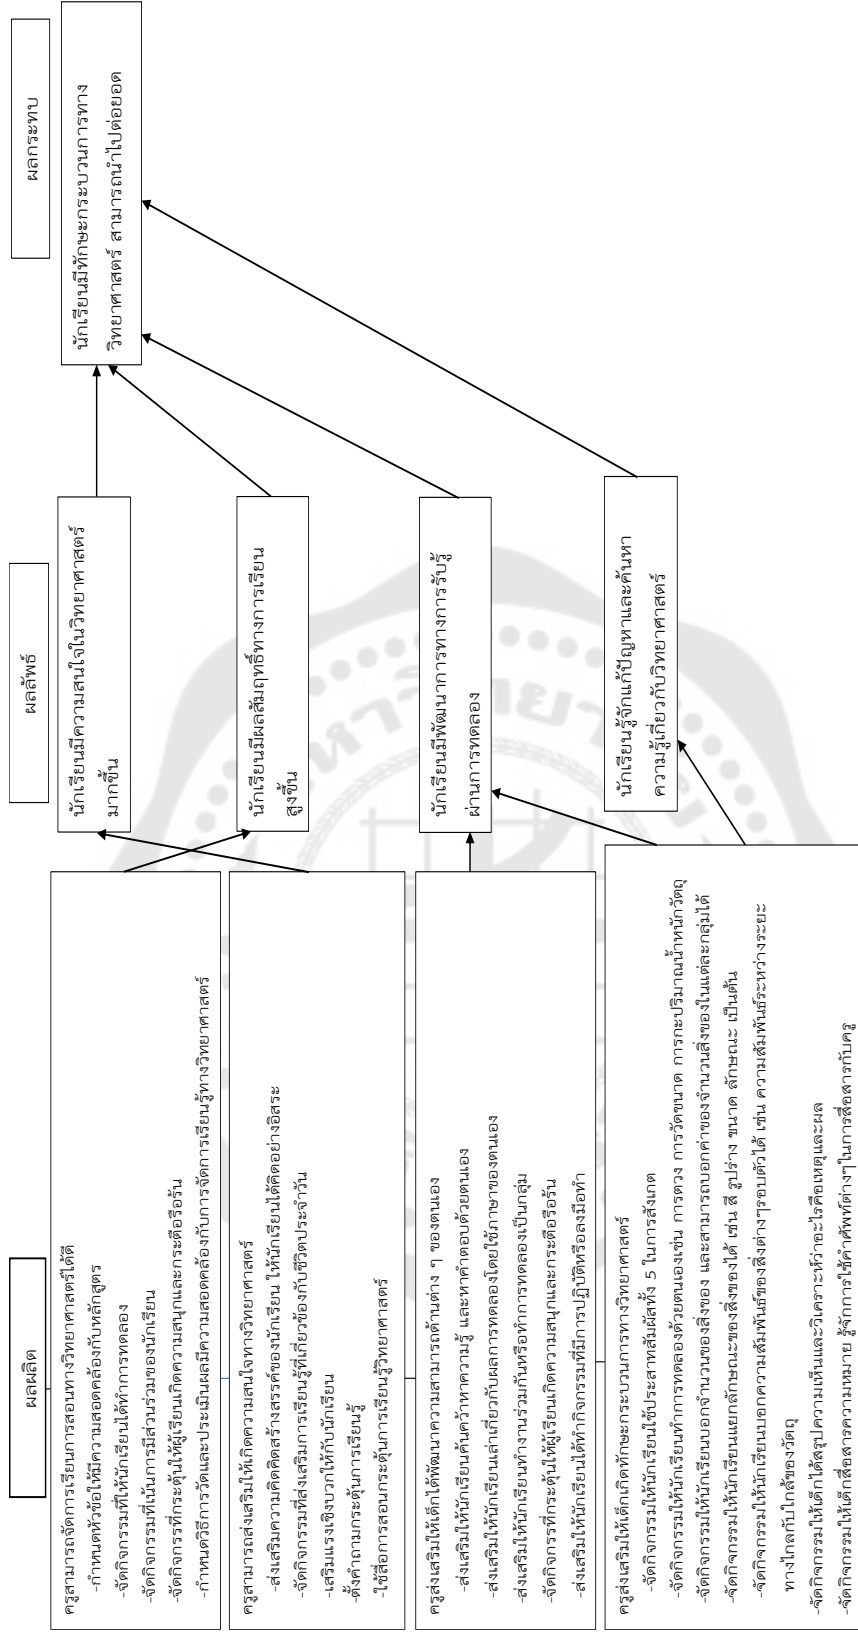 ผลผลิต
ครูสามารถจัดการเรียนการสอนทางวิทยาศาสตร์ได้ดี
-กำหนดหัวข้อให้มีความสอดคล้องกับหลักสูตร
-จัดกิจกรรมที่ให้นักเรียนได้ทำการทดลอง
-จัดกิจกรรมที่เน้นการมีส่วนร่วมของนักเรียน
-จัดกิจกรรที่กระตุ้นให้ผู้เรียนเกิดความสนุกและกระตือรือร้น
-กำหนดวิธีการวัดและประเมินผลมีความสอดคล้องกับการจัดการเรียนรู้ทางวิทยาศาสตร์
ครูสามารถส่งเสริมให้เกิดความสนใจทางวิทยาศาสตร์
-ส่งเสริมความคิดคิดสร้างสรรค์ของนักเรียน ให้นักเรียนได้คิดอย่างอิสระ
-จัดกิจกรรมที่ส่งเสริมการเรียนรู้ที่เกี่ยวข้องกับชีวิตประจำวัน
-เสริมแรงเชิงบวกให้กับนักเรียน
-ตั้งคำถามกระตุ้นการเรียนรู้
-ใช้สื่อการสอนกระตุ้นการเรียนรู้วิทยาศาสตร์
ครูส่งเสริมให้เด็กได้พัฒนาความสามารถด้านต่าง ๆ ของตนเอง
-ส่งเสริมให้นักเรียนค้นคว้าหาความรู้ และหาคำตอบด้วยตนเอง
-ส่งเสริมให้นักเรียนเล่าเกี่ยวกับผลการทดลองโดยใช้ภาษาของตนเอง
-ส่งเสริมให้นักเรียนทำงานร่วมกันหรือทำการทดลองเป็นกลุ่ม
-จัดกิจกรรที่กระตุ้นให้ผู้เรียนเกิดความสนุกและกระตือรือร้น
-ส่งเสริมให้นักเรียนได้ทำกิจกรรมที่มีการปฏิบัติหรือลงมือทำ
ครูส่งเสริมให้เด็กเกิดทักษะกระบวนการทางวิทยาศาสตร์
-จัดกิจกรรมให้นักเรียนใช้ประสาทสัมผัสทั้ง 5 ในการสังเกต
-จัดกิจกรรมให้นักเรียนทำการทดลองด้วยตนเองเช่น การตวง การวัดขนาด การกะปริมาณน้ำหนักวัตถุ
-จัดกิจกรรมให้นักเรียนบอกจำนวนของสิ่งของ และสามารถบอกค่าของจำนวนสิ่งของในแต่ละกลุ่มได้
-จัดกิจกรรมให้นักเรียนแยกลักษณะของสิ่งของได้ เช่น สี รูปร่าง ขนาด ลักษณะ เป็นต้น
-จัดกิจกรรมให้นักเรียนบอกความสัมพันธ์ของสิ่งต่างๆรอบตัวได้ เช่น ความสัมพันธ์ระหว่างระยะ
ทางไกลกับใกล้ของวัตถุ
-จัดกิจกรรมให้เด็กได้สรุปความเห็นและวิเคราะห์ว่าอะไรคือเหตุและผล
-จัดกิจกรรมให้เด็กสื่อสารความหมาย รู้จักการใช้คำศัพท์ต่างๆในการสื่อสารกับครู
ผลลัพธ์
นักเรียนมีความสนใจในวิทยาศาสตร์
มากขึ้น
นักเรียนมีผลสัมฤทธิ์ทางการเรียน
สูงขึ้น
นักเรียนมีพัฒนาการทางการรับรู้
ผ่านการทดลอง
นักเรียนรู้จักแก้ปัญหาและค้นหา
ความรู้เกี่ยวกับวิทยาศาสตร์
ผลกระทบ
นักเรียนมีทักษะกระบวนการทาง
วิทยาศาสตร์ สามารถนำไปต่อยอด